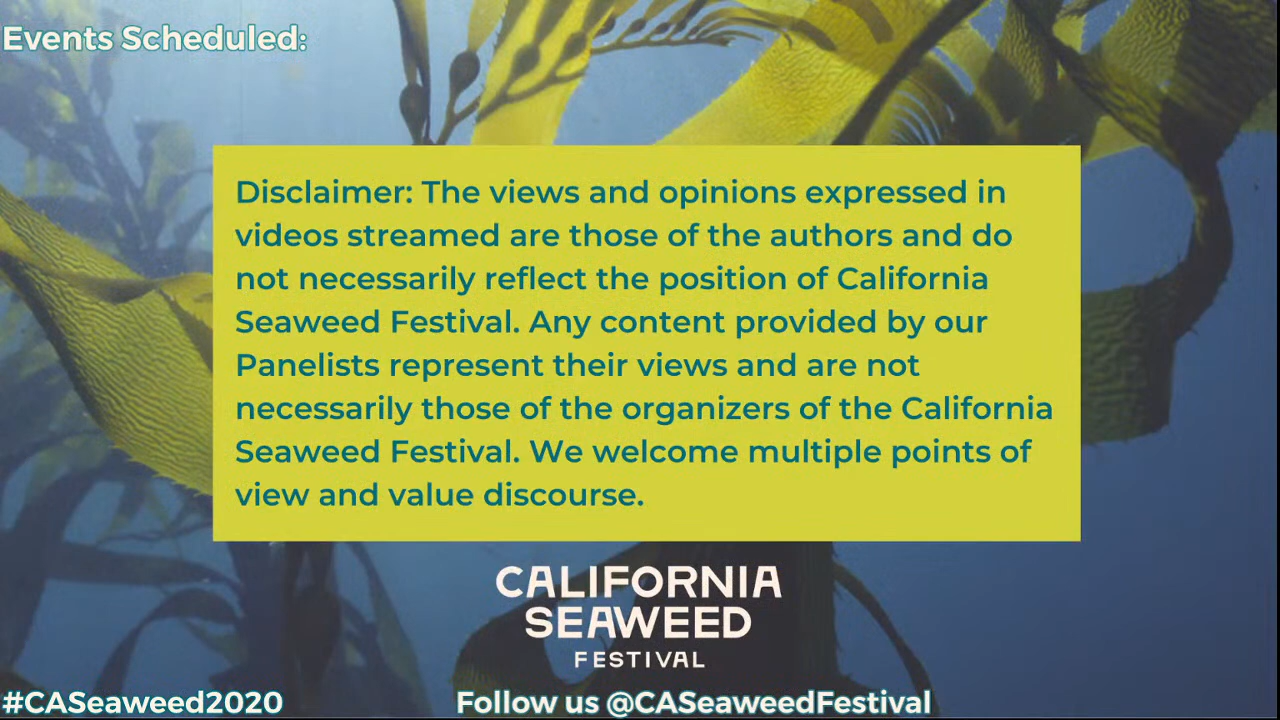 Events Scheduled:
Disclaimer: The views and opinions expressed in
videos streamed are those of the authors and do
not necessarily reflect the position of California
Seaweed Festival. Any content provided by our
Panelists represent their views and are not
necessarily those of the organizers of the California
Seaweed Festival. We welcome multiple points of
view and value discourse.
CALIFORNIA
SEAWEED
FESTIVAL
#CASeaweed2020
Follow us @CASeaweedFestival